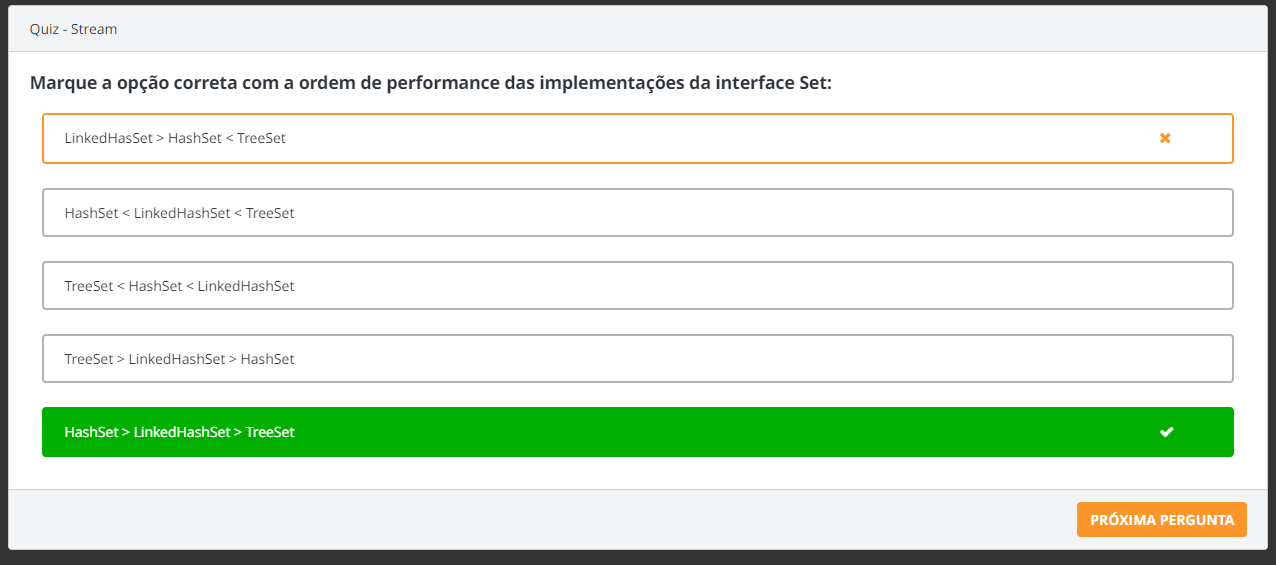 Quiz - Stream
Marque a opção correta com a ordem de performance das implementações da interface Set:
LinkedHasSet > HashSet < TreeSet
HashSet < LinkedHashSet < TreeSet
TreeSet < HashSet < LinkedHashSet
TreeSet > LinkedHashSet > HashSet
HashSet > LinkedHashSet > TreeSet
PRÓXIMA PERGUNTA